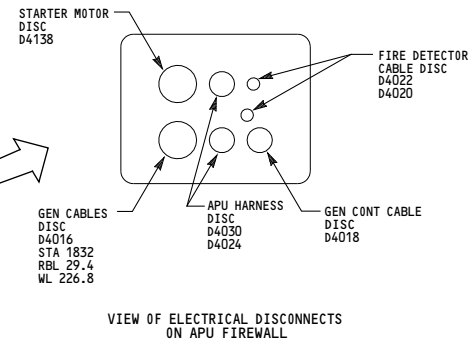 STARTER MOTOR
DISC
D4138
FIRE DETECTOR
CABLE DISC
D4022
D4020
GEN CABLES
DISC
D4016
STA 1832
RBL 29.4
WL 226.8
APU HARNESS
DISC
D4030
D4024
GEN CONT CABLE
DISC
D4018
VIEW OF ELECTRICAL DISCONNECTS
ON APU FIREWALL